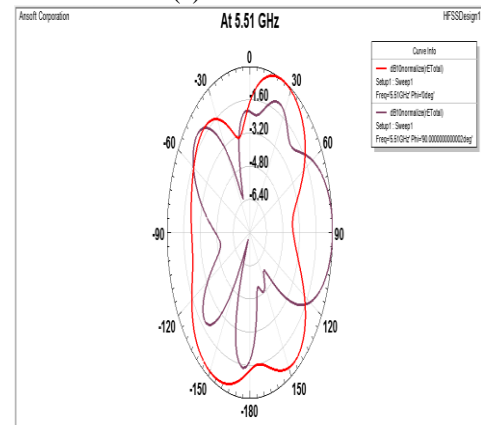 Ansoft Corporation
At 5.51 GHz
HFSSDesign1
Curve Info
dB10normalize(rETotal)
Setup1 : Sweep1
Freq='5.51GHz' Phi='0deg'
dB10normalize(rETotal)
Setup1 : Sweep1
Freq='5.51GHz' Phi='90.0000000000002deg'
0
-30
30
-1.60
-60
60
-3.20
-4.80
-6.40
-90
90
-120
120
-150
150
-180